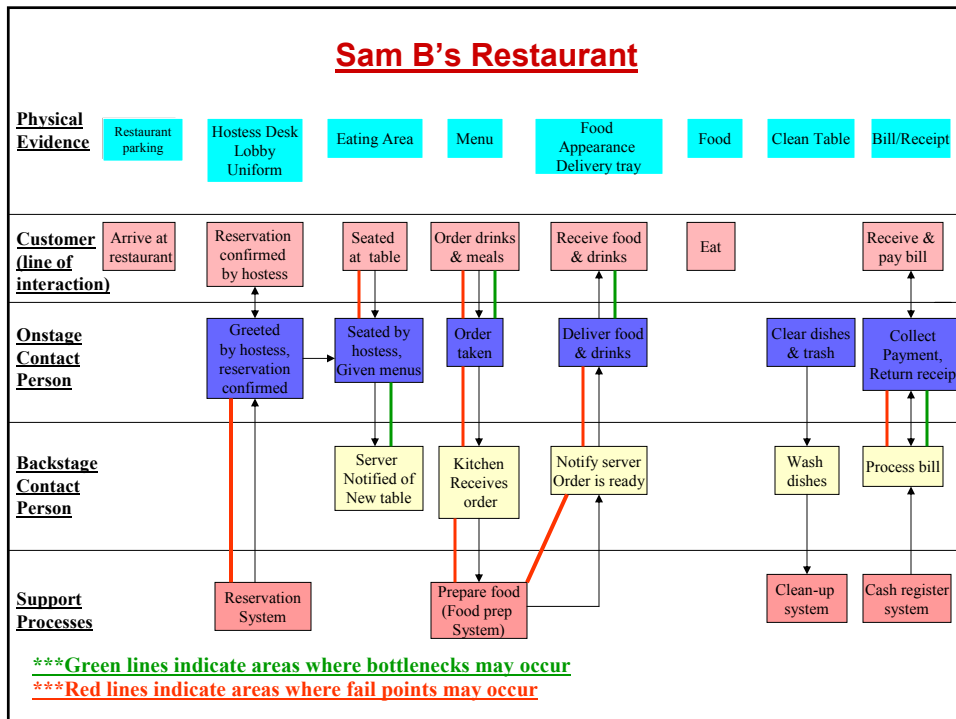 Sam B's Restaurant
Physical
Evidence
Restaurant
parking
Hostess Desk
Lobby
Uniform
Eating Area
Menu
Food
Appearance
Delivery tray
Food
Clean Table
Bill/Receipt
Customer
(line of
interaction)
Arrive at
restaurant
Reservation
confirmed
by hostess
Seated
at table
Order drinks
& meals
Receive food
& drinks
Eat
Receive &
pay bill
Onstage
Contact
Person
Greeted
by hostess,
reservation
confirmed
Seated by
hostess,
Given menus
Order
taken
Deliver food
& drinks
Clear dishes
& trash
Collect
Payment,
Return receipt
Backstage
Contact
Person
Server
Notified of
New table
Kitchen
Receives
order
Notify server
Order is ready
Wash
dishes
Process bill
Support
Processes
Reservation
System
Prepare food
(Food prep
System)
Clean-up
system
Cash register
system
***Green lines indicate areas where bottlenecks may occur
***Red lines indicate areas where fail points may occur